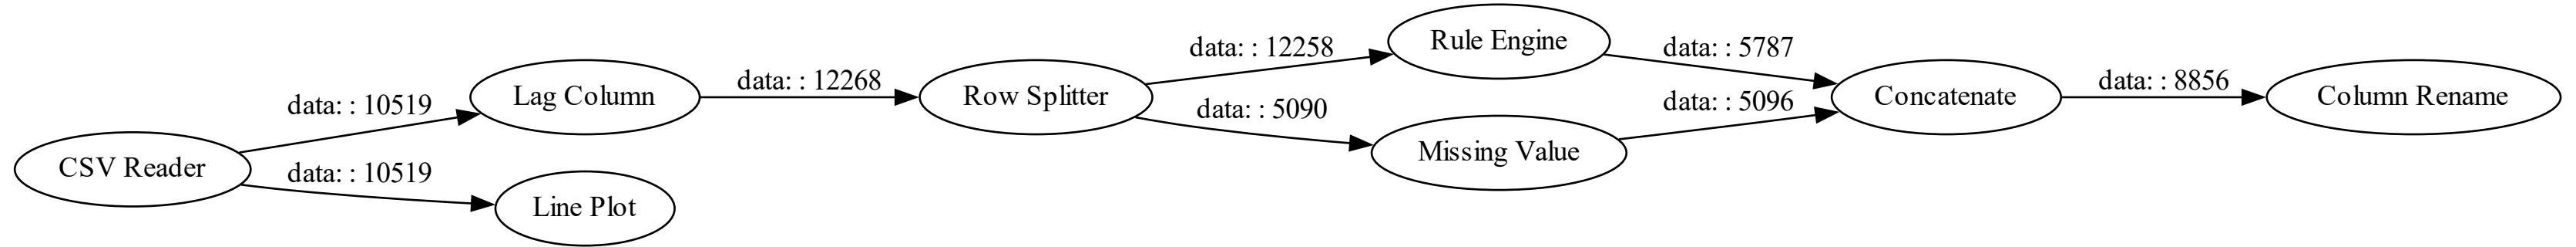 CSV Reader
data: : 10519
data: : 10519
Lag Column
Line Plot
data: : 12268
Row Splitter
data: : 12258
data: : 5090
Rule Engine
Missing Value
data: : 5787
data: : 5096
Concatenate
data: : 8856
Column Rename